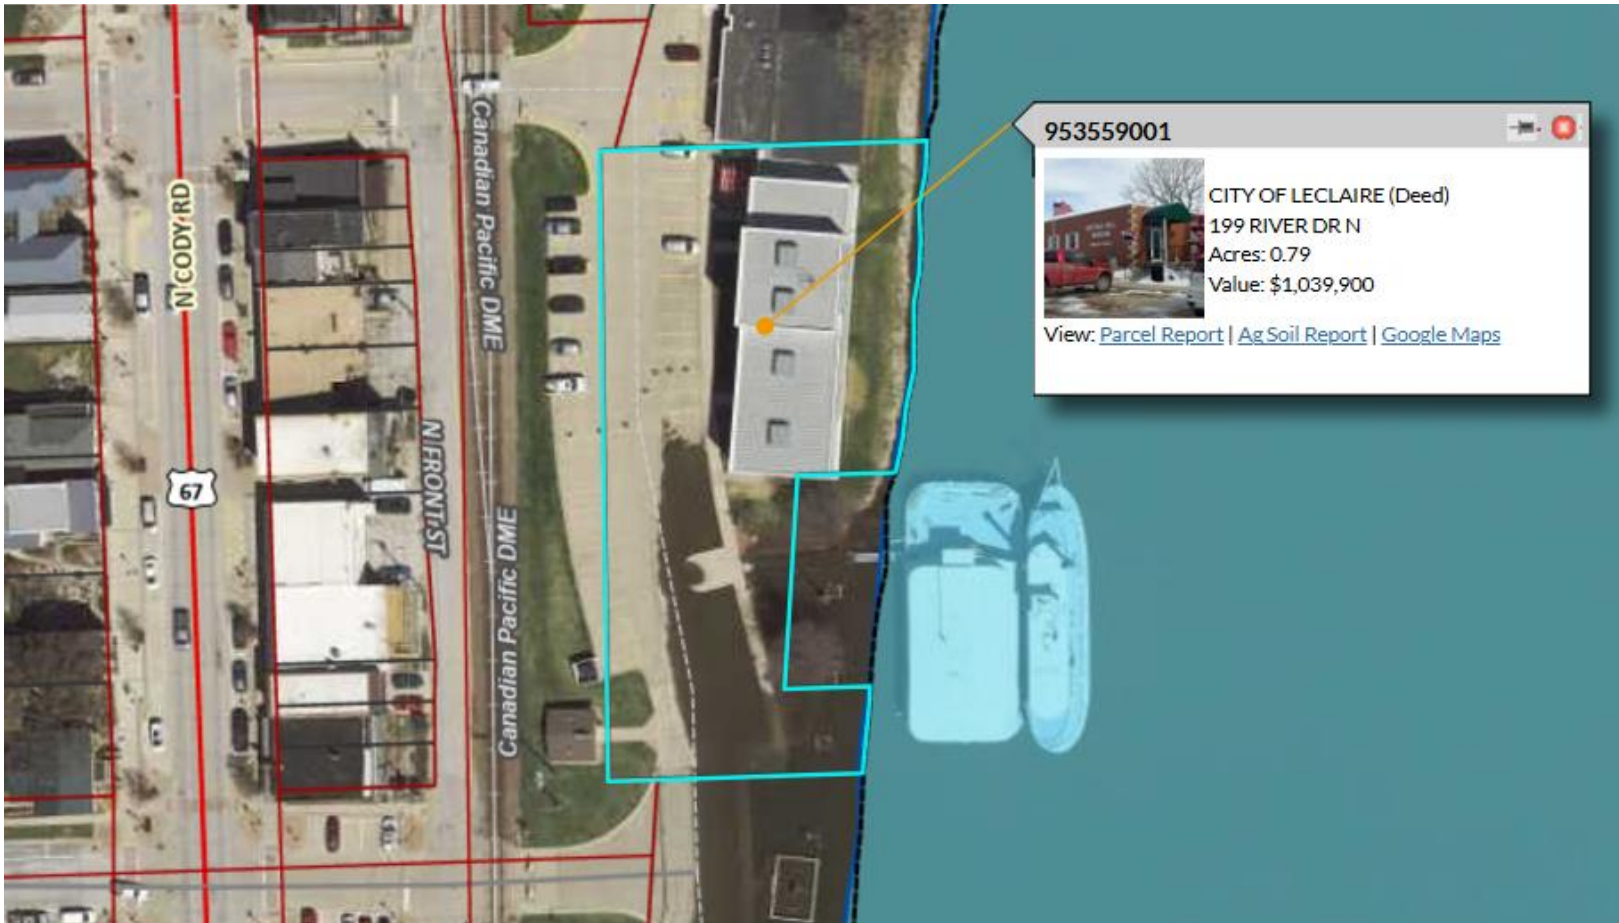 953559001
CITY OF LECLAIRE (Deed)
199 RIVER DR N
Acres: 0.79
Value: $1,039,900
View: Parcel Report | Ag Soil Report | Google Maps
N CODY RD
67
Canadian Pacific DME
N FRONT ST
Canadian Pacific DME